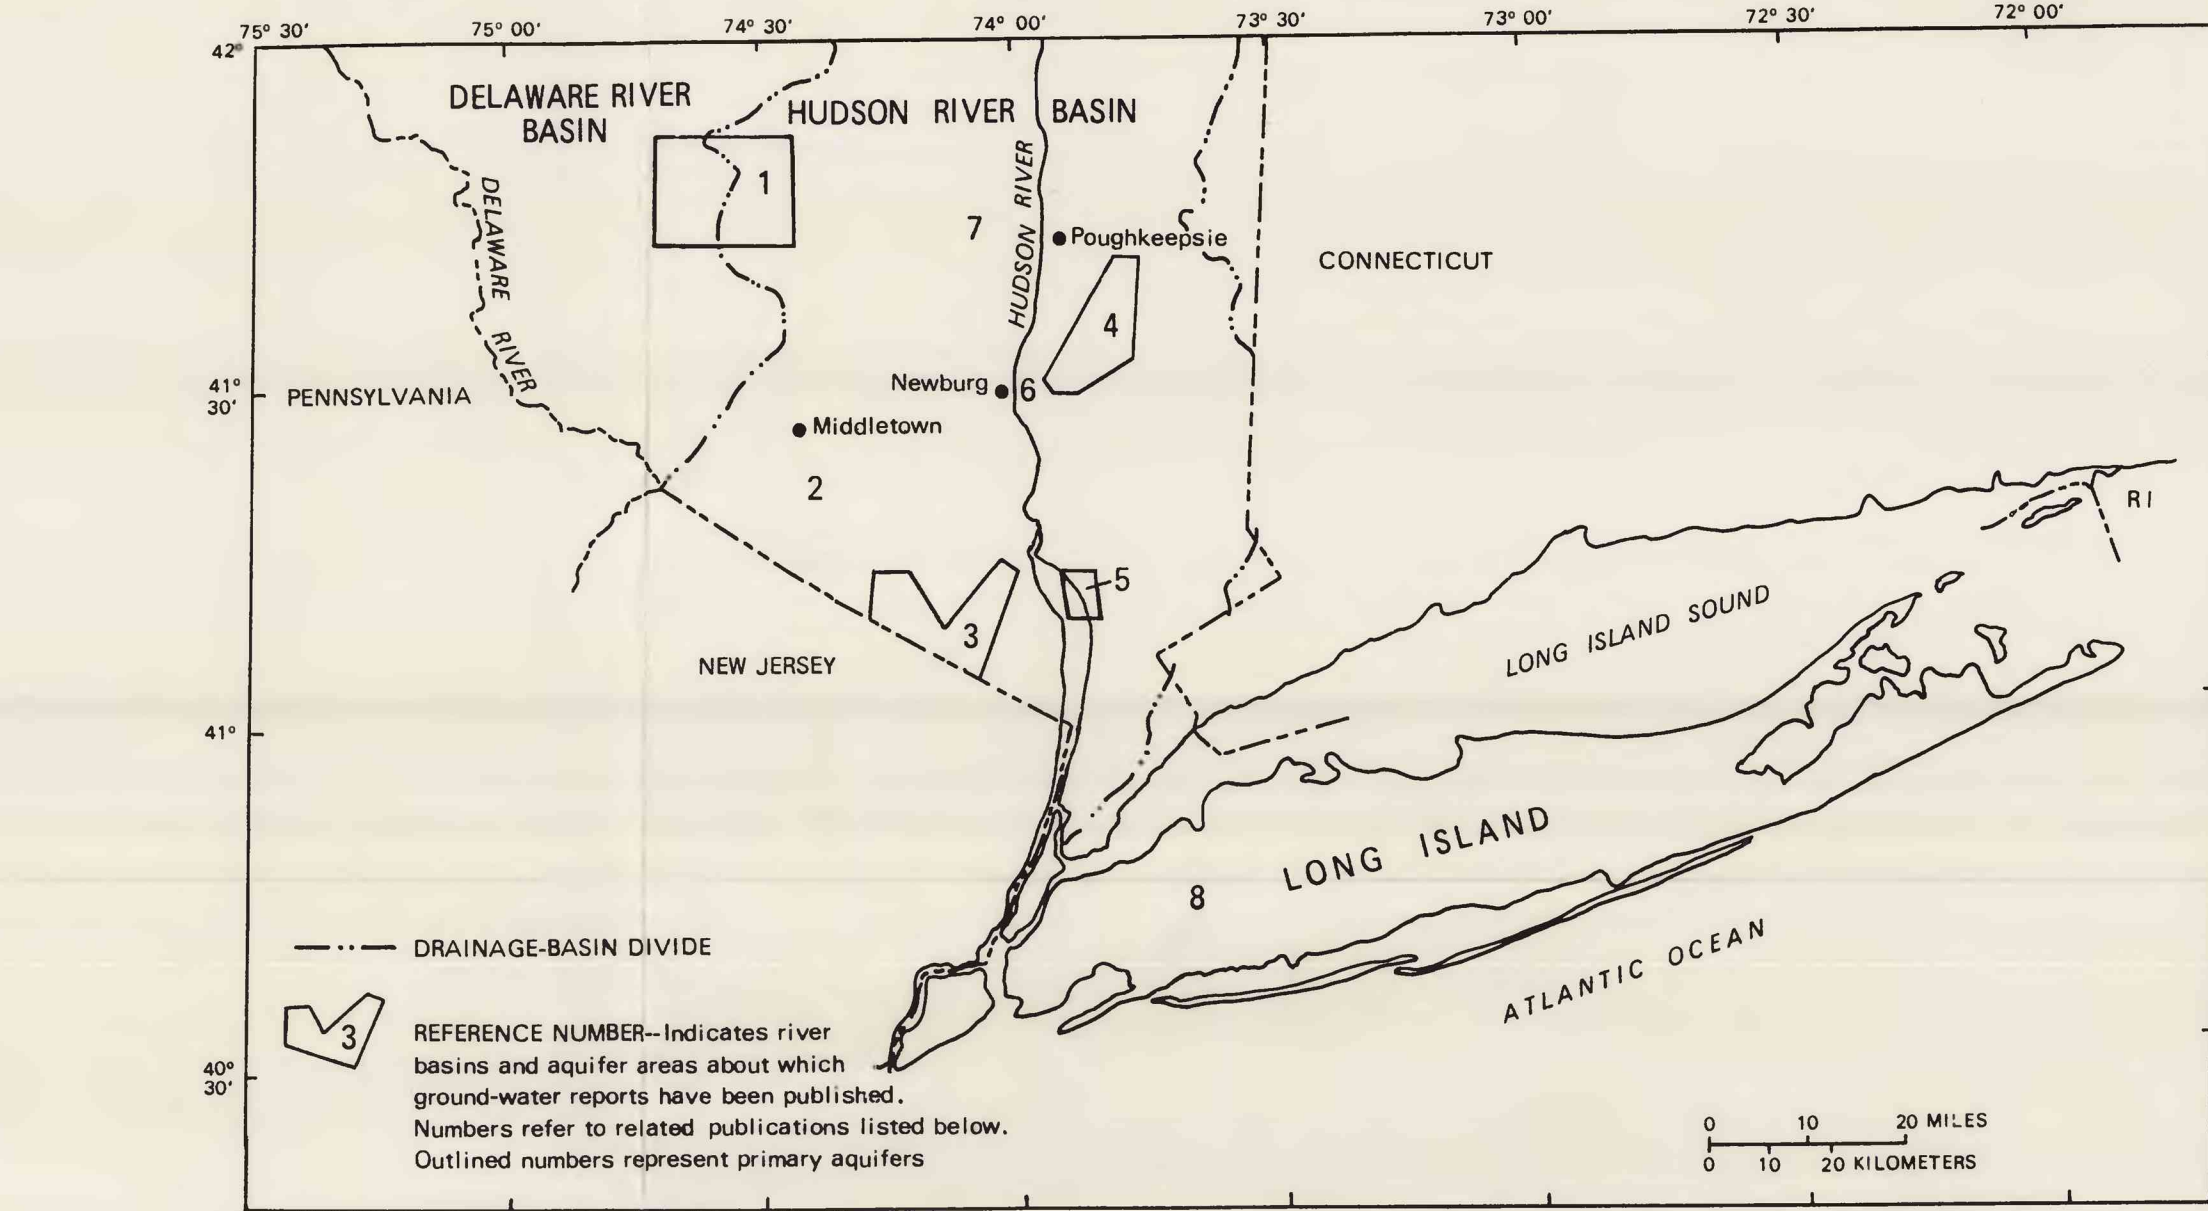 75° 30'
75° 00'
74° 30'
74° 00'
73° 30'
73° 00'
72° 30'
72° 00'
42°
DELAWARE RIVER
BASIN
HUDSON RIVER BASIN
1
DELAWARE RIVER
HUDSON RIVER
7
Poughkeepsie
CONNECTICUT
4
41°
30'
PENNSYLVANIA
Newburg
6
Middletown
2
RI
5
3
LONG ISLAND SOUND
NEW JERSEY
41°
LONG ISLAND
8
ATLANTIC OCEAN
DRAINAGE-BASIN DIVIDE
3
REFERENCE NUMBER--Indicates river
basins and aquifer areas about which
ground-water reports have been published.
Numbers refer to related publications listed below.
Outlined numbers represent primary aquifers
40°
30'
0 10 20 MILES
0 10 20 KILOMETERS